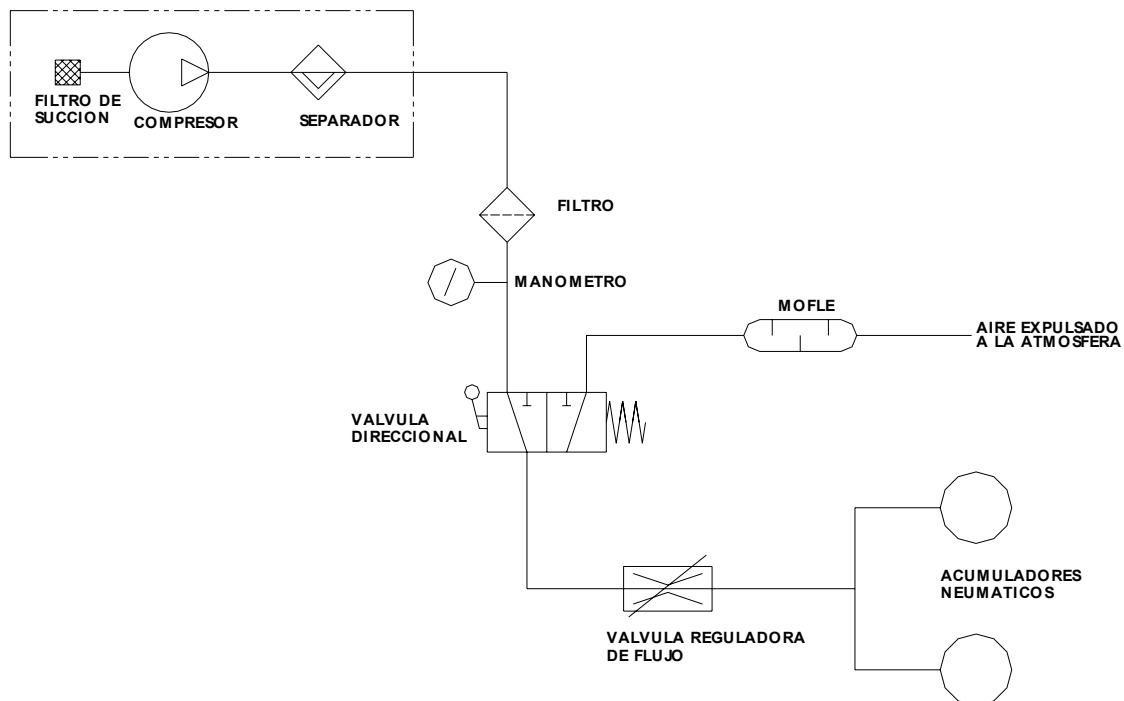 FILTRO DE
SUCCION
COMPRESOR
SEPARADOR
FILTRO
MANOMETRO
MOFLE
AIRE EXPULSADO
A LA ATMOSFERA
VALVULA
DIRECCIONAL
ACUMULADORES
NEUMATICOS
VALVULA REGULADORA
DE FLUJO